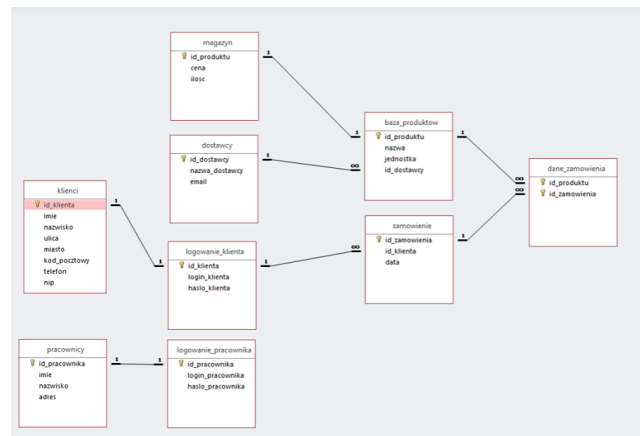 magazyn
id_produktu
cena
ilosc
1
1
baza_produktow
id_produktu
nazwa
jednostka
id_dostawcy
1
∞
dostawcy
id_dostawcy
nazwa_dostawcy
email
1
∞
dane_zamowienia
id_produktu
id_zamowienia
∞
klienci
id_klienta
imie
nazwisko
ulica
miasto
kod_pocztowy
telefon
nip
1
1
logowanie_klienta
id_klienta
login_klienta
haslo_klienta
1
∞
zamowienie
id_zamowienia
id_klienta
data
1
pracownicy
id_pracownika
imie
nazwisko
adres
1
1
logowanie_pracownika
id_pracownika
login_pracownika
haslo_pracownika